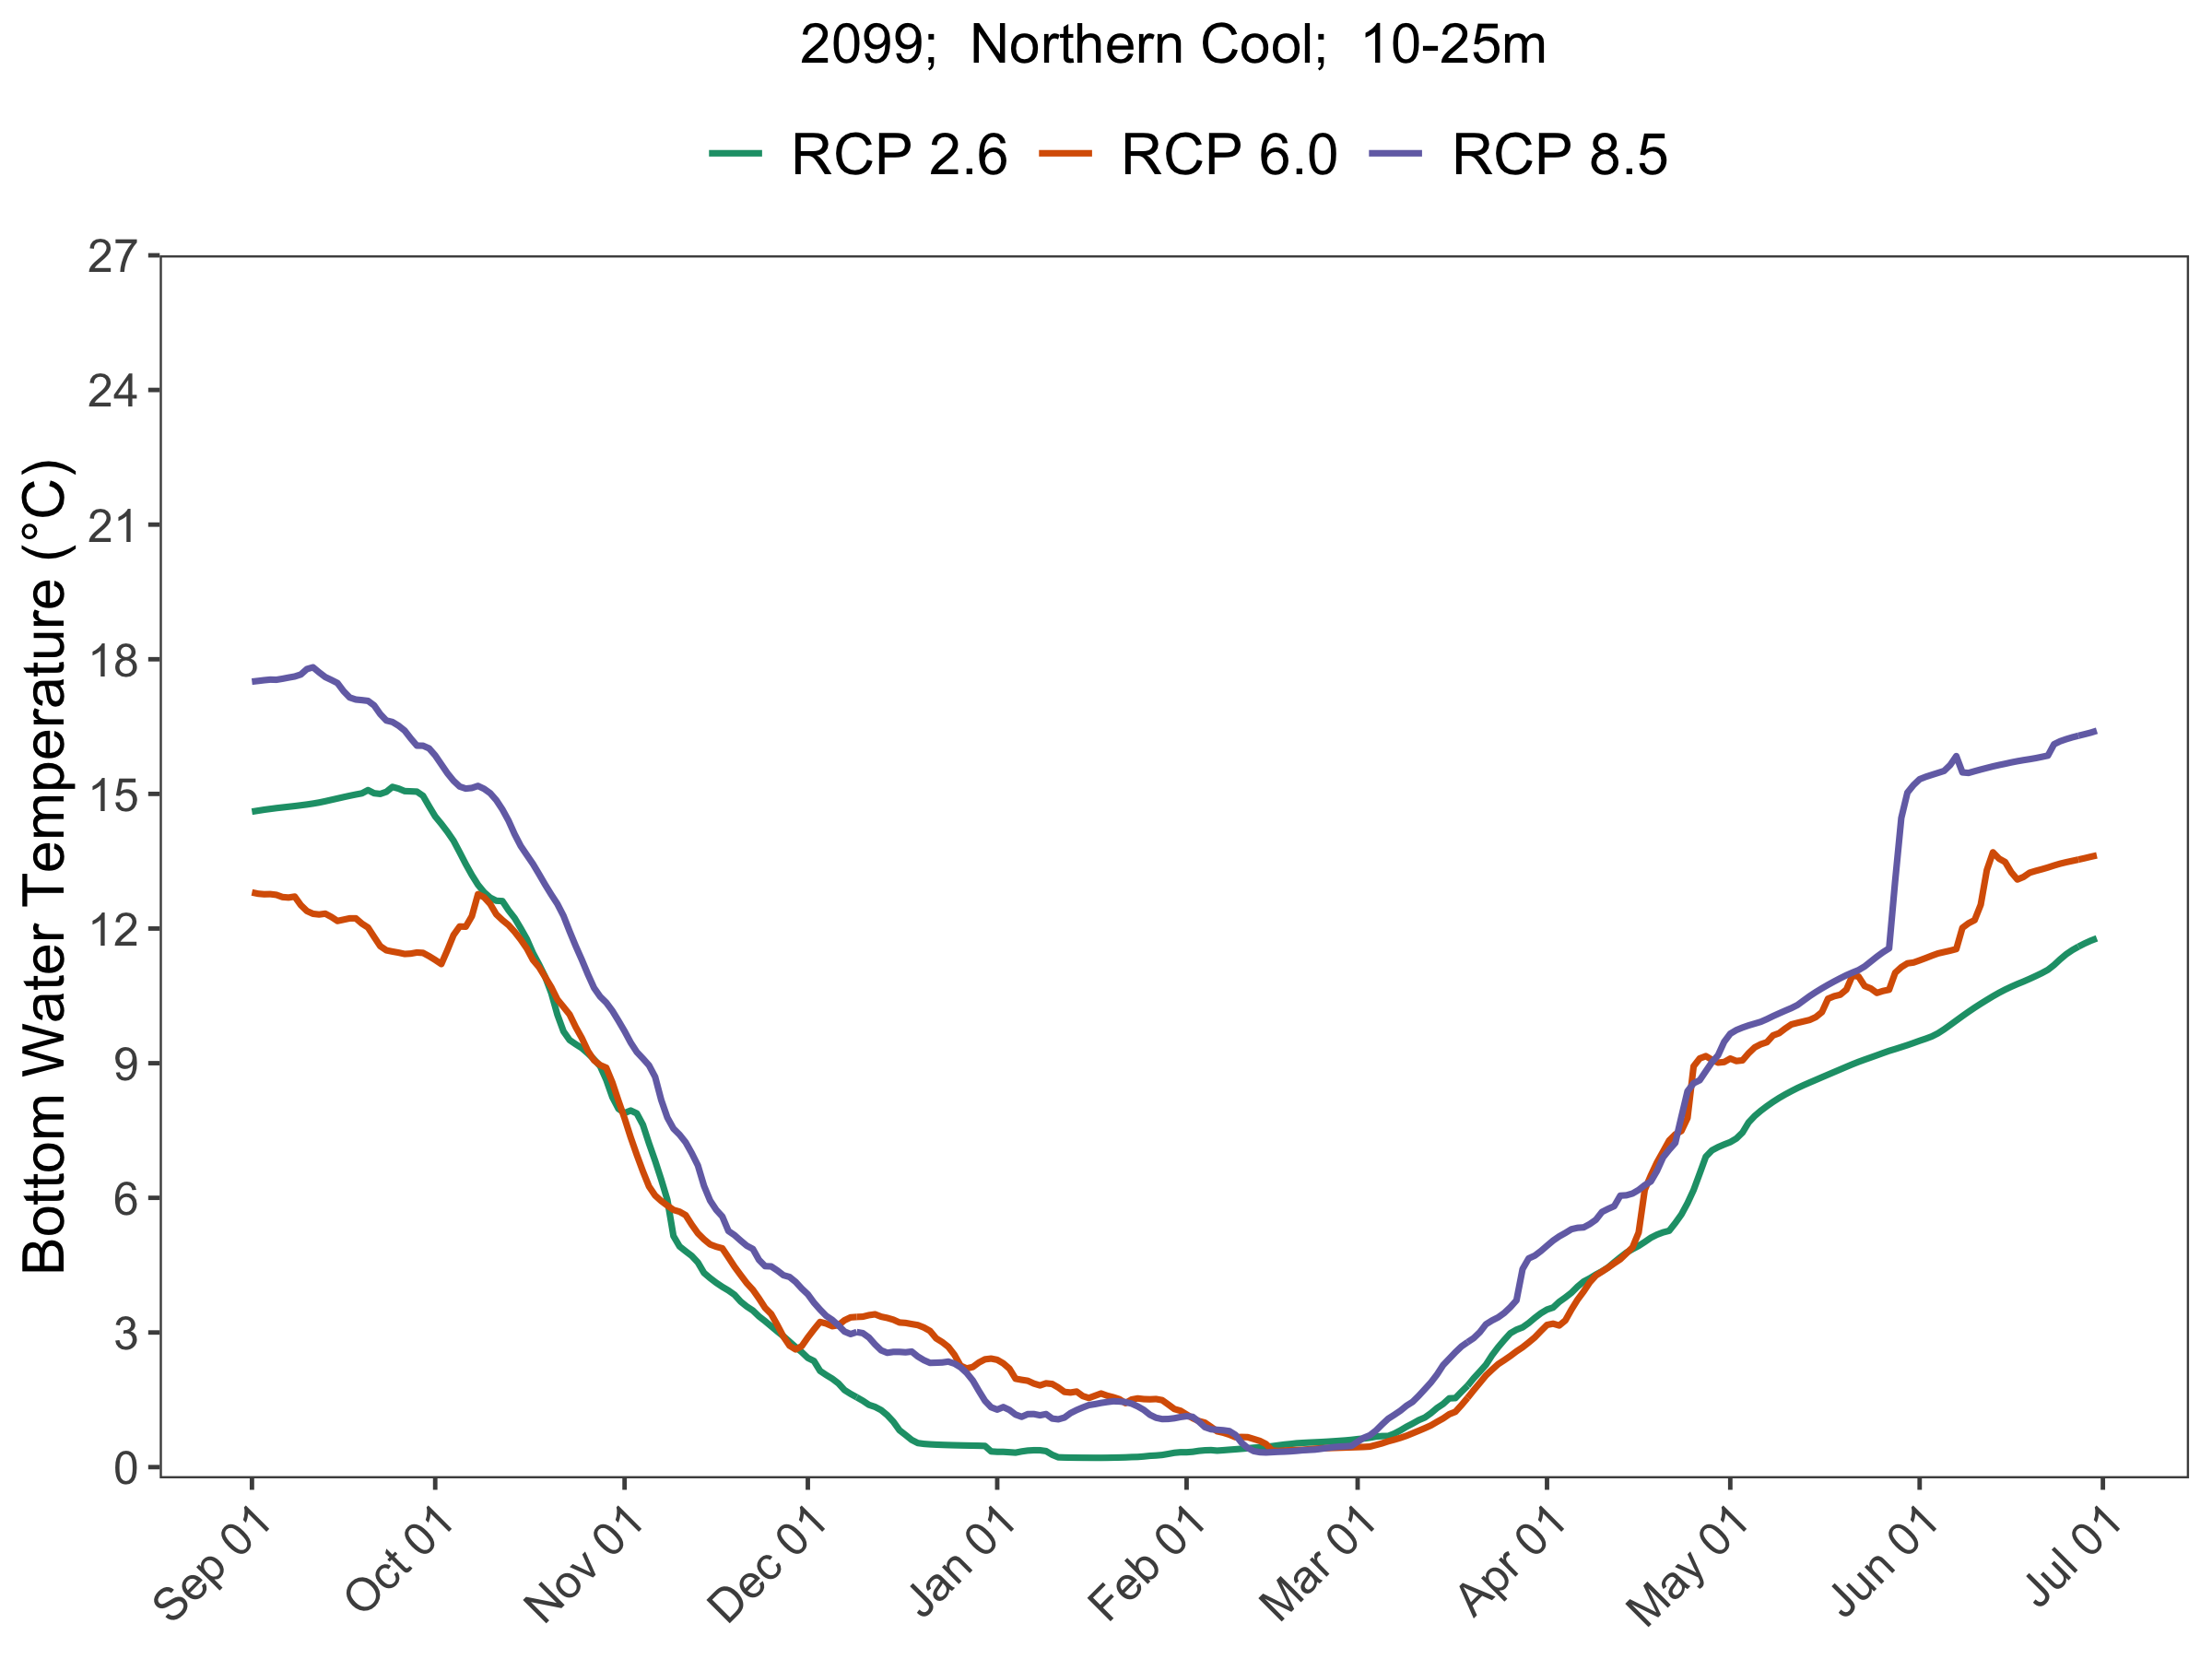 2099;  Northern Cool;  10-25m
RCP 2.6 RCP 6.0 RCP 8.5
Bottom Water Temperature (°C)
27
24
21
18
15
12
9
6
3
0
Sep 01 Oct 01 Nov 01 Dec 01 Jan 01 Feb 01 Mar 01 Apr 01 May 01 Jun 01 Jul 01